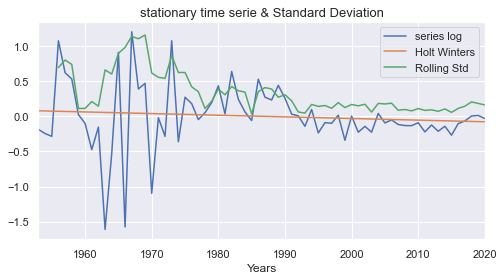 stationary time serie & Standard Deviation
series log
Holt Winters
Rolling Std
1.0
0.5
0.0
−0.5
−1.0
−1.5
1960 1970 1980 1990 2000 2010 2020
Years